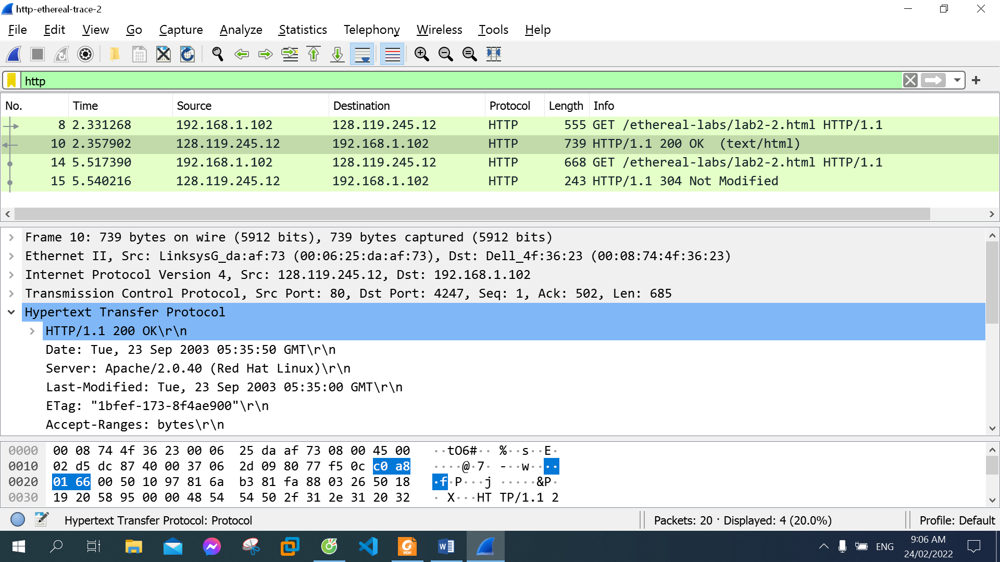 http-ethereal-trace-2
File Edit View Go Capture Analyze Statistics Telephony Wireless Tools Help
http
No. Time Source Destination Protocol Length Info
8 2.331268 192.168.1.102 128.119.245.12 HTTP 555 GET /ethereal-labs/lab2-2.html HTTP/1.1
10 2.357902 128.119.245.12 192.168.1.102 HTTP 739 HTTP/1.1 200 OK (text/html)
14 5.517390 192.168.1.102 128.119.245.12 HTTP 668 GET /ethereal-labs/lab2-2.html HTTP/1.1
15 5.540216 128.119.245.12 192.168.1.102 HTTP 243 HTTP/1.1 304 Not Modified
Frame 10: 739 bytes on wire (5912 bits), 739 bytes captured (5912 bits)
Ethernet II, Src: LinksysG_da:af:73 (00:06:25:da:af:73), Dst: Dell_4f:36:23 (00:08:74:4f:36:23)
Internet Protocol Version 4, Src: 128.119.245.12, Dst: 192.168.1.102
Transmission Control Protocol, Src Port: 80, Dst Port: 4247, Seq: 1, Ack: 502, Len: 685
Hypertext Transfer Protocol
HTTP/1.1 200 OK\r\n
Date: Tue, 23 Sep 2003 05:35:50 GMT\r\n
Server: Apache/2.0.40 (Red Hat Linux)\r\n
Last-Modified: Tue, 23 Sep 2003 05:35:00 GMT\r\n
ETag: "1bfef-173-8f4ae900"\r\n
Accept-Ranges: bytes\r\n
0000 00 08 74 4f 36 23 00 06 25 da af 73 08 00 45 00 ··tO6#·· %··s··E·
0010 02 d5 dc 87 40 00 37 06 2d 09 80 77 f5 0c c0 a8 ····@·7· -··w····
0020 01 66 00 50 10 97 81 6a b3 81 fa 88 03 26 50 18 ·f·P···j ·····&P·
0030 19 20 58 95 00 00 48 54 54 50 2f 31 2e 31 20 32 · X···HT TP/1.1 2
Hypertext Transfer Protocol: Protocol
Packets: 20 · Displayed: 4 (20.0%)
Profile: Default
PDF
ENG
9:06 AM
24/02/2022